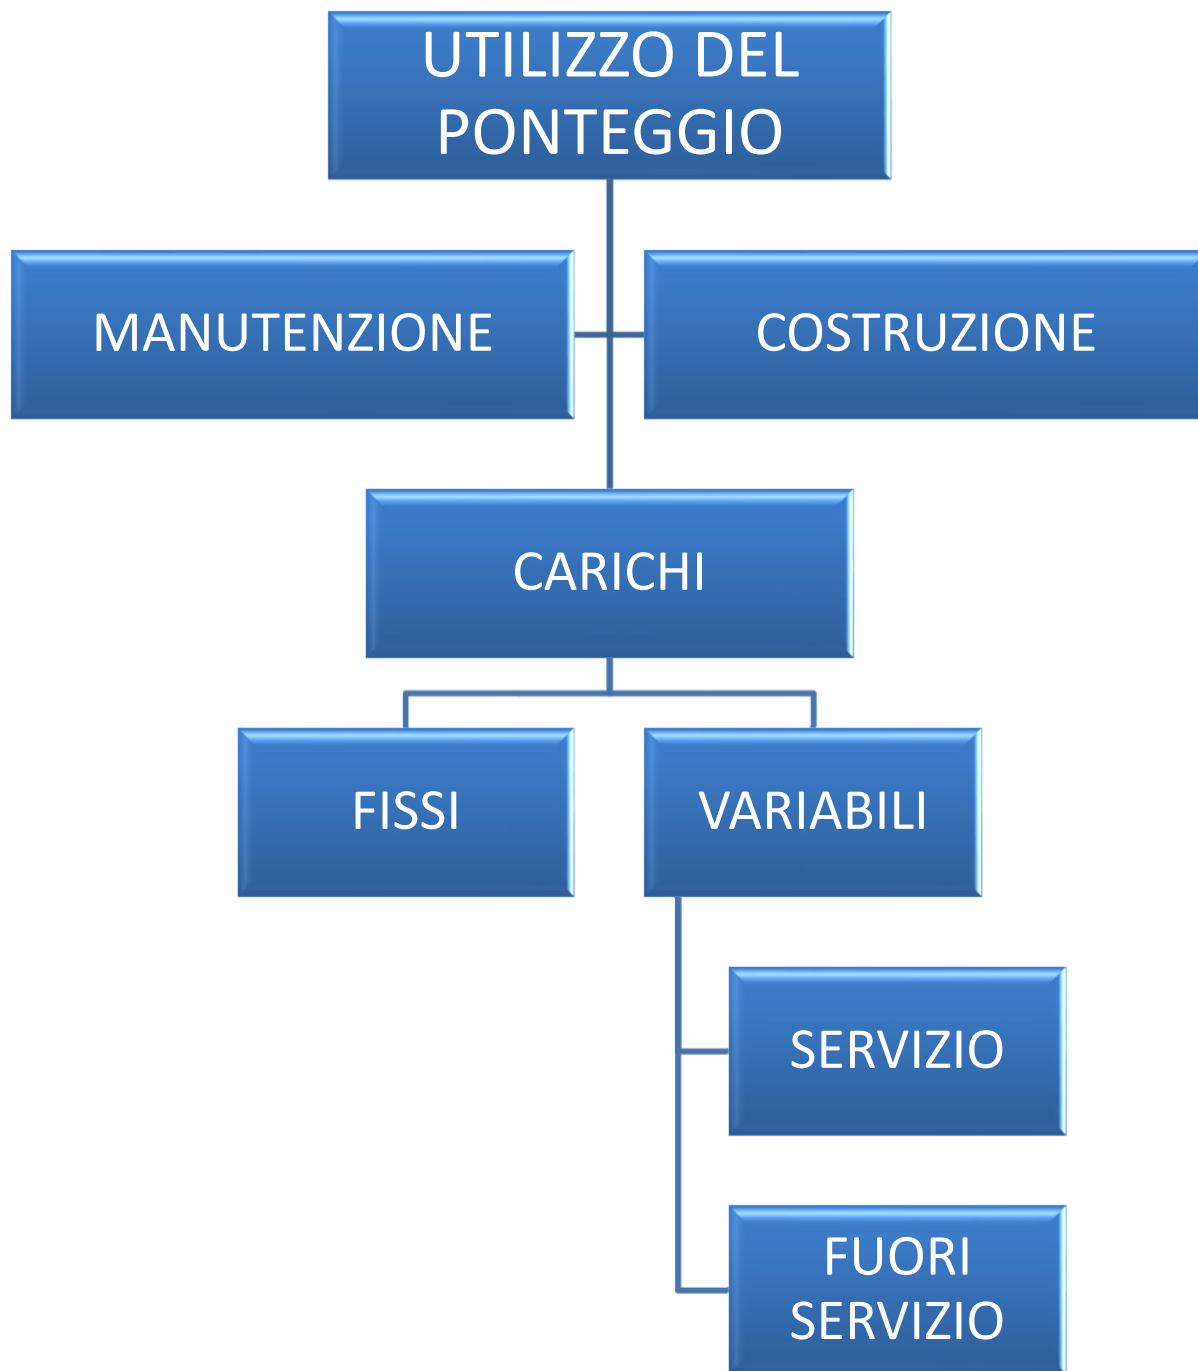 UTILIZZO DEL
PONTEGGIO
MANUTENZIONE
COSTRUZIONE
CARICHI
FISSI
VARIABILI
SERVIZIO
FUORI
SERVIZIO